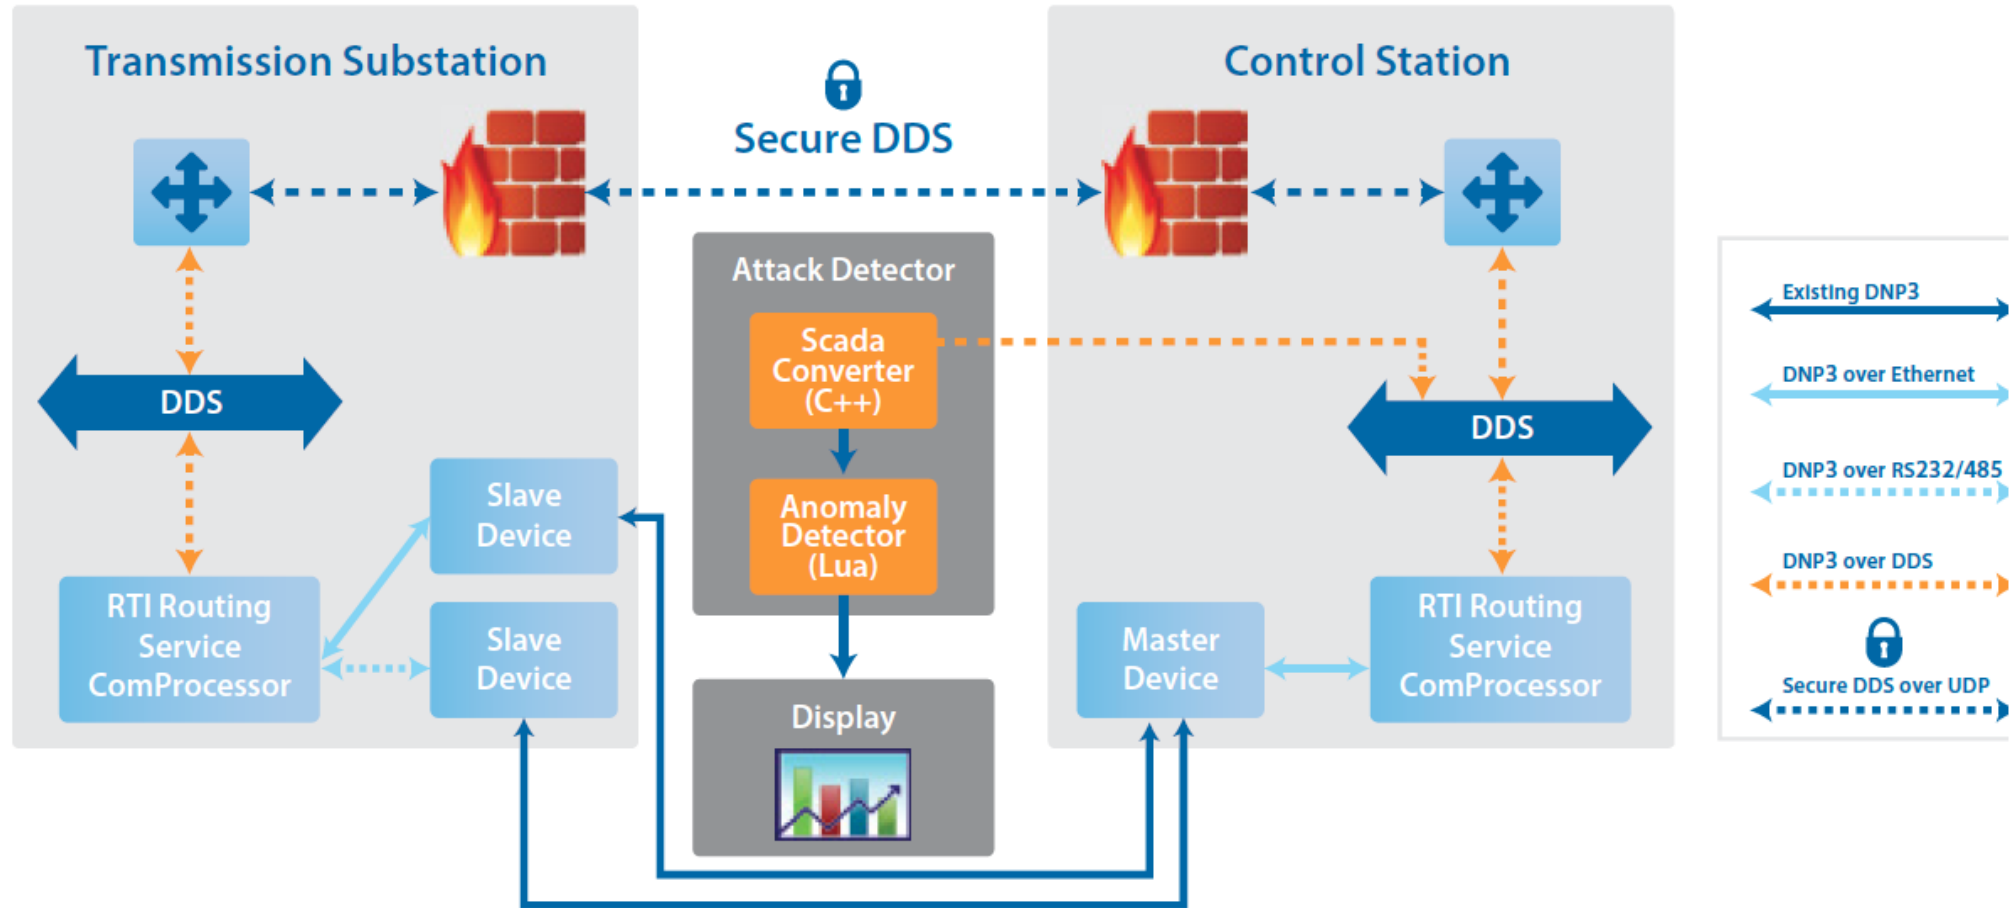 Transmission Substation
Secure DDS
Control Station
Attack Detector
Scada
Converter
(C++)
Anomaly
Detector
(Lua)
Display
DDS
Slave
Device
Slave
Device
RTI Routing
Service
ComProcessor
DDS
Master
Device
RTI Routing
Service
ComProcessor
Existing DNP3
DNP3 over Ethernet
DNP3 over RS232/485
DNP3 over DDS
Secure DDS over UDP